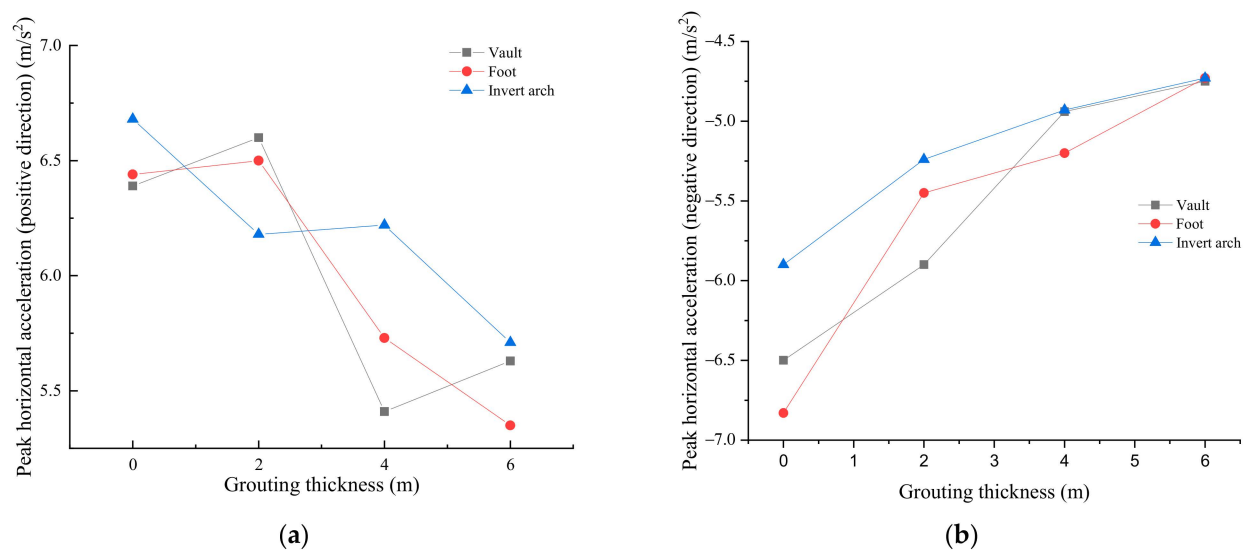 Peak horizontal acceleration (positive direction) (m/s²)
7.0
6.5
6.0
5.5
0
2
4
6
Grouting thickness (m)
Vault
Foot
Invert arch
(a)
Peak horizontal acceleration (negative direction) (m/s²)
−4.5
−5.0
−5.5
−6.0
−6.5
−7.0
0
1
2
3
4
5
6
Grouting thickness (m)
Vault
Foot
Invert arch
(b)